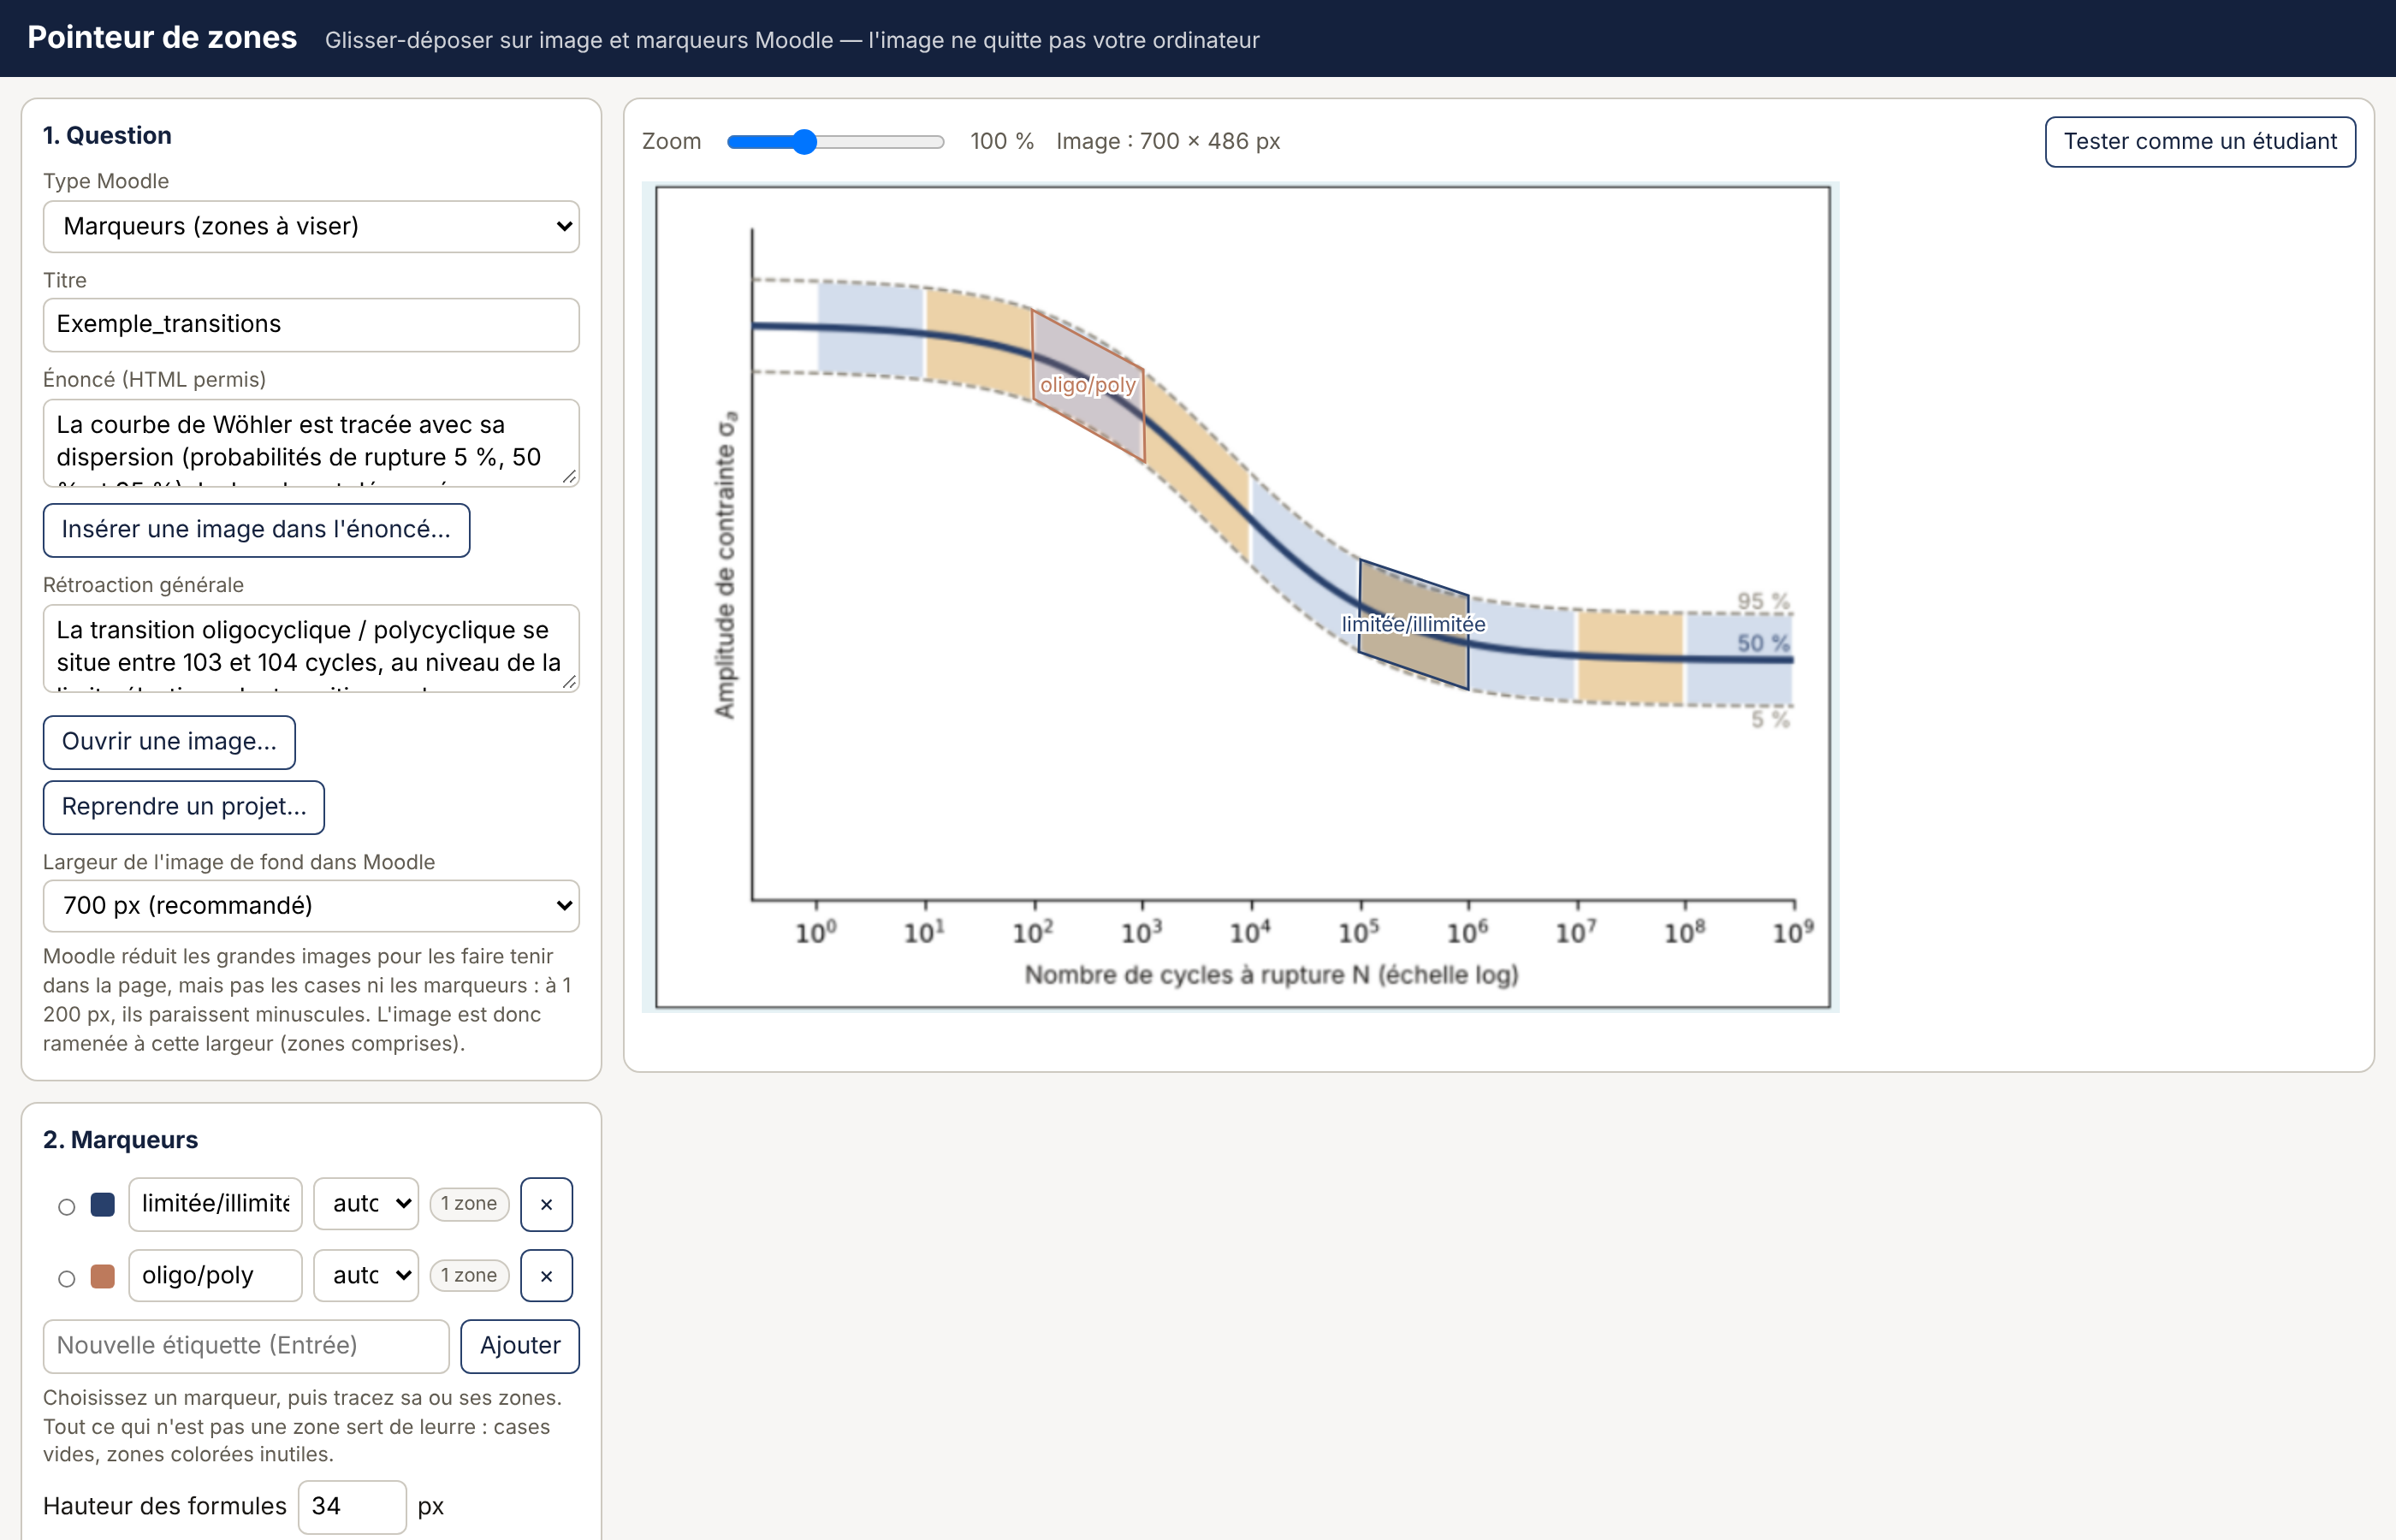 Pointeur de zones
Glisser-déposer sur image et marqueurs Moodle — l'image ne quitte pas votre ordinateur
1. Question
Type Moodle
Marqueurs (zones à viser)
Titre
Exemple_transitions
Énoncé (HTML permis)
La courbe de Wöhler est tracée avec sa
dispersion (probabilités de rupture 5 %, 50
Insérer une image dans l'énoncé...
Rétroaction générale
La transition oligocyclique / polycyclique se
situe entre 103 et 104 cycles, au niveau de la
Ouvrir une image...
Reprendre un projet...
Largeur de l'image de fond dans Moodle
700 px (recommandé)
Moodle réduit les grandes images pour les faire tenir
dans la page, mais pas les cases ni les marqueurs : à 1
200 px, ils paraissent minuscules. L'image est donc
ramenée à cette largeur (zones comprises).
2. Marqueurs
limitée/illimité
auto
1 zone
×
oligo/poly
auto
1 zone
×
Nouvelle étiquette (Entrée)
Ajouter
Choisissez un marqueur, puis tracez sa ou ses zones.
Tout ce qui n'est pas une zone sert de leurre : cases
vides, zones colorées inutiles.
Hauteur des formules 34 px
Zoom
100 %
Image : 700 × 486 px
Tester comme un étudiant
Amplitude de contrainte σa
oligo/poly
limitée/illimitée
95 %
50 %
5 %
10⁰ 10¹ 10² 10³ 10⁴ 10⁵ 10⁶ 10⁷ 10⁸ 10⁹
Nombre de cycles à rupture N (échelle log)